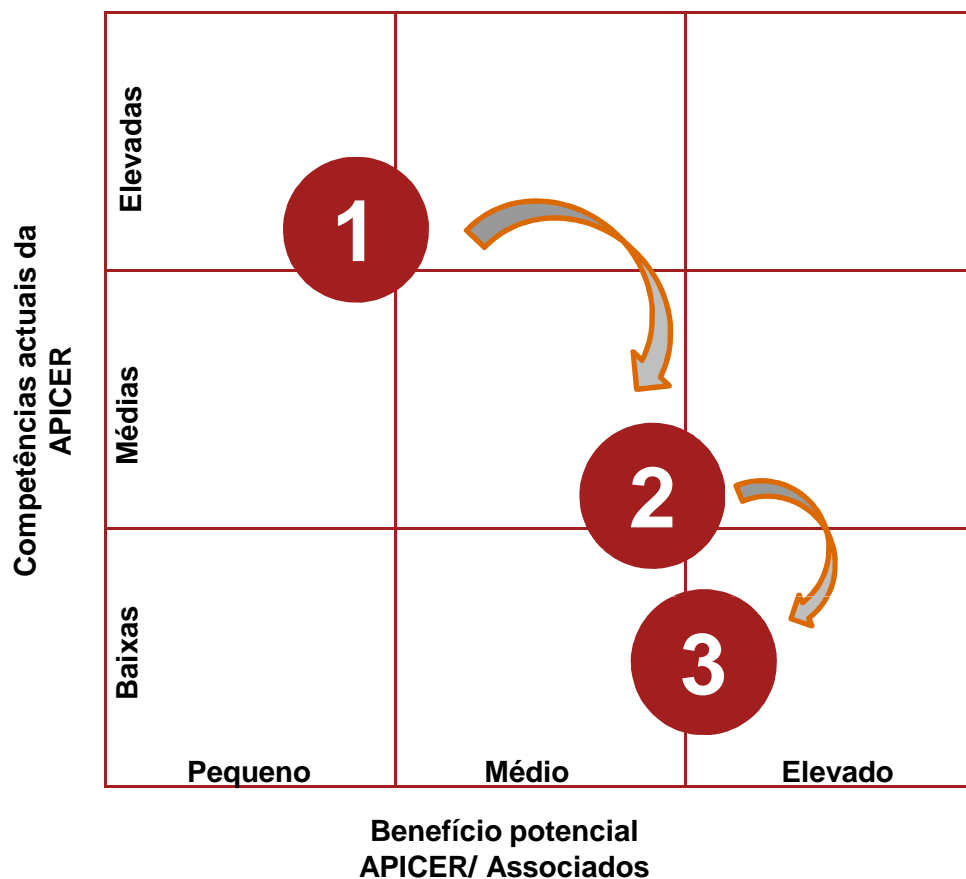 Competências actuais da
APICER
Elevadas
Médias
Baixas
1
2
3
Pequeno
Médio
Elevado
Benefício potencial
APICER/ Associados